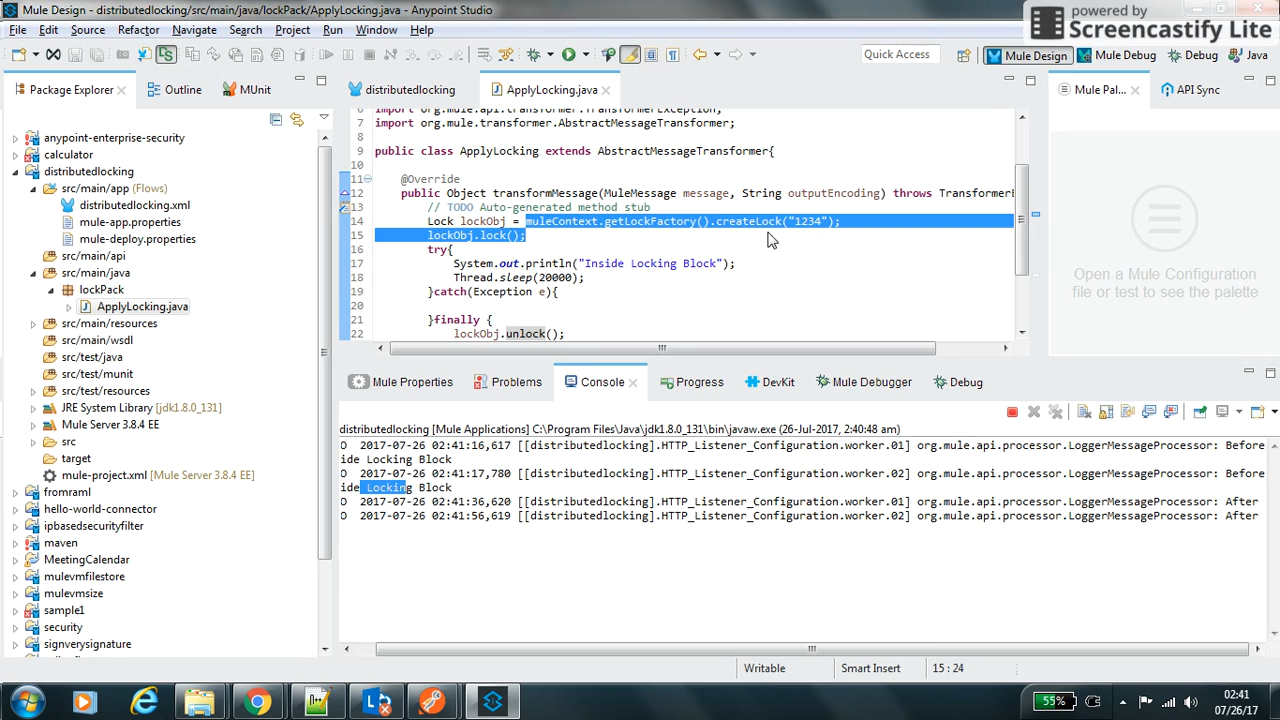 Mule Design - distributedlocking/src/main/java/lockPack/ApplyLocking.java - Anypoint Studio
powered by
Screencastify Lite
File Edit Source Refactor Navigate Search Project Run Window Help
Quick Access
Mule Design
Mule Debug
Debug
Java
Package Explorer
Outline
MUnit
distributedlocking
ApplyLocking.java
Mule Pal...
API Sync
anypoint-enterprise-security
calculator
distributedlocking
src/main/app (Flows)
distributedlocking.xml
mule-app.properties
mule-deploy.properties
src/main/api
src/main/java
lockPack
ApplyLocking.java
src/main/resources
src/main/wsdl
src/test/java
src/test/munit
src/test/resources
JRE System Library [jdk1.8.0_131]
Mule Server 3.8.4 EE
src
target
mule-project.xml [Mule Server 3.8.4 EE]
fromraml
hello-world-connector
ipbasedsecurityfilter
maven
MeetingCalendar
mulevmfilestore
mulevmsize
sample1
security
signverysignature
6 import org.mule.api.transformer.TransformerException;
7 import org.mule.transformer.AbstractMessageTransformer;
8
9 public class ApplyLocking extends AbstractMessageTransformer{
10
11 @Override
12 public Object transformMessage(MuleMessage message, String outputEncoding) throws TransformerE
13 // TODO Auto-generated method stub
14 Lock lockObj = muleContext.getLockFactory().createLock("1234");
15 lockObj.lock();
16 try{
17 System.out.println("Inside Locking Block");
18 Thread.sleep(20000);
19 }catch(Exception e){
20
21 }finally {
22 lockObj.unlock();
Open a Mule Configuration
file or test to see the palette
Mule Properties
Problems
Console
Progress
DevKit
Mule Debugger
Debug
distributedlocking [Mule Applications] C:\Program Files\Java\jdk1.8.0_131\bin\javaw.exe (26-Jul-2017, 2:40:48 am)
O 2017-07-26 02:41:16,617 [[distributedlocking].HTTP_Listener_Configuration.worker.01] org.mule.api.processor.LoggerMessageProcessor: Before
ide Locking Block
O 2017-07-26 02:41:17,780 [[distributedlocking].HTTP_Listener_Configuration.worker.02] org.mule.api.processor.LoggerMessageProcessor: Before
ide Locking Block
O 2017-07-26 02:41:36,620 [[distributedlocking].HTTP_Listener_Configuration.worker.01] org.mule.api.processor.LoggerMessageProcessor: After
O 2017-07-26 02:41:56,619 [[distributedlocking].HTTP_Listener_Configuration.worker.02] org.mule.api.processor.LoggerMessageProcessor: After
Writable
Smart Insert
15 : 24
55%
02:41
07/26/17